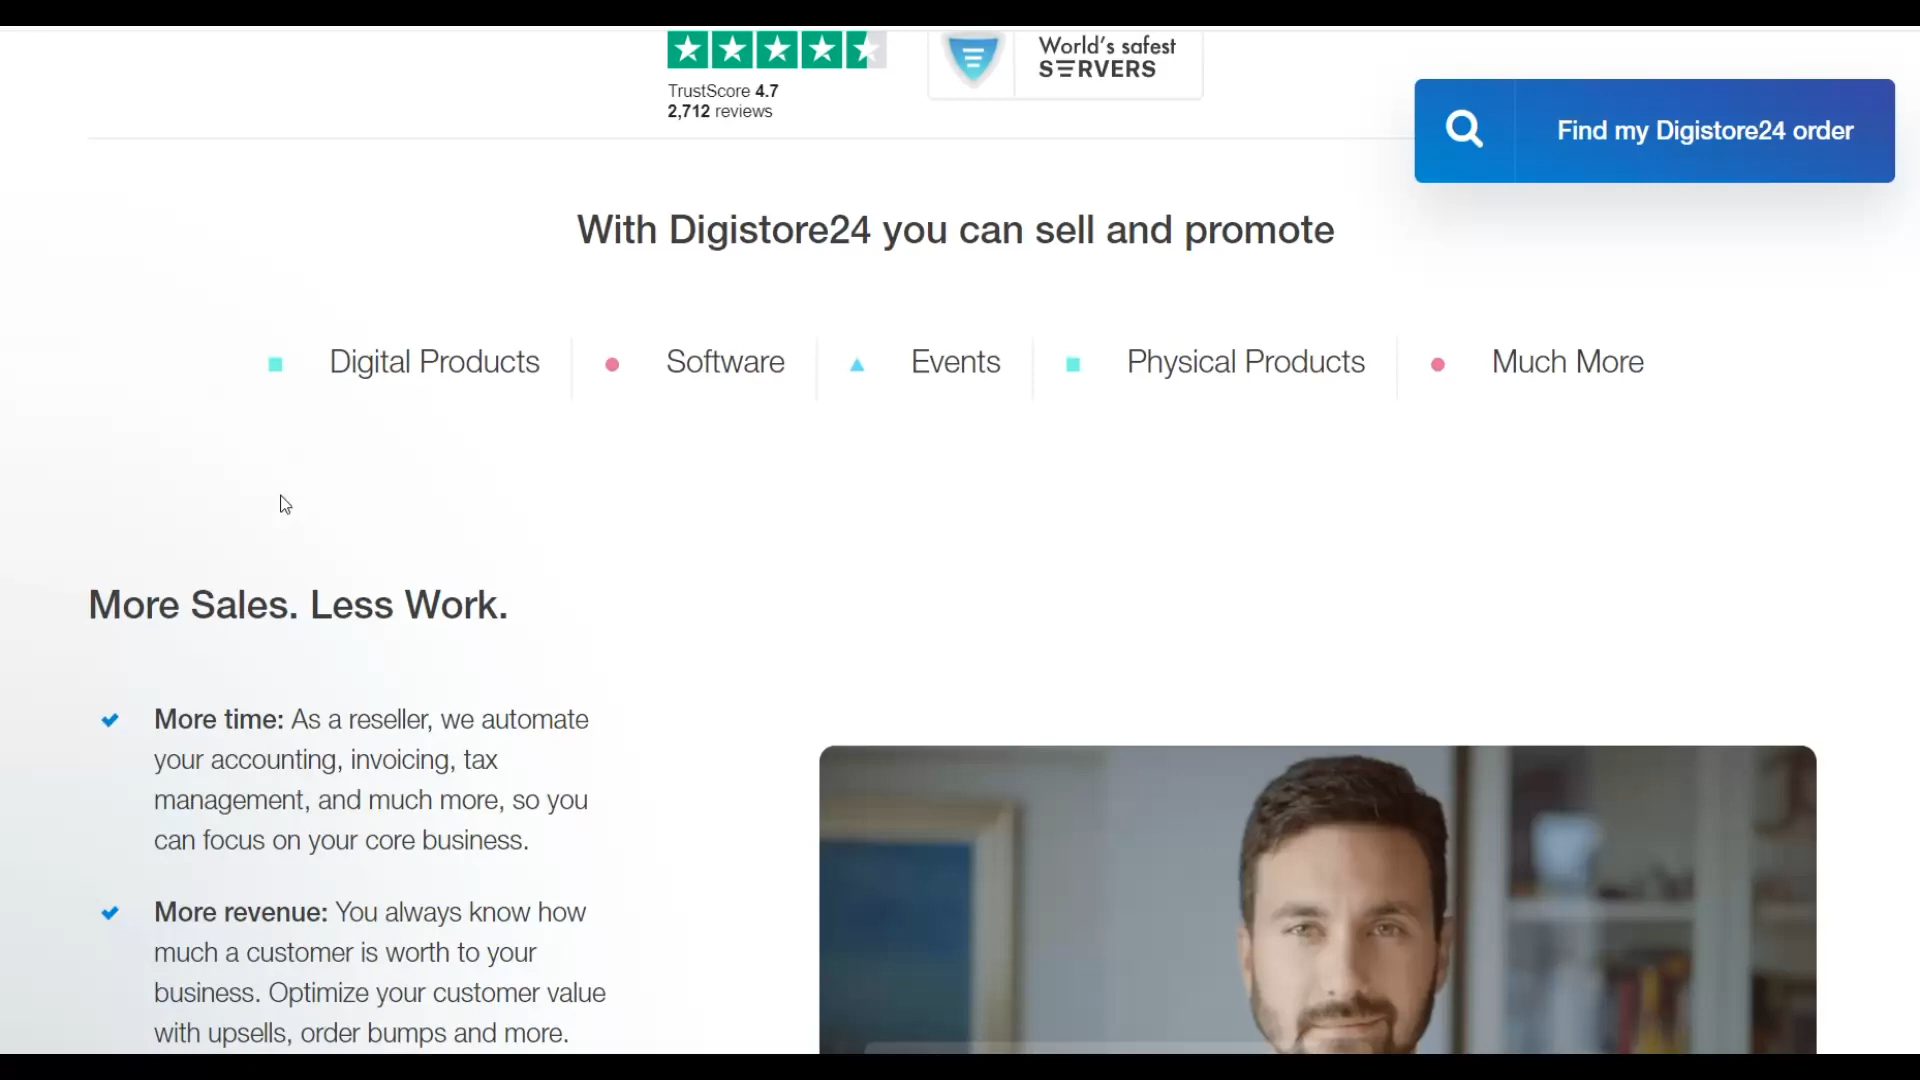 World's safest
SERVERS
TrustScore 4.7
2,712 reviews
Find my Digistore24 order
With Digistore24 you can sell and promote
Digital Products
Software
Events
Physical Products
Much More
More Sales. Less Work.
More time: As a reseller, we automate
your accounting, invoicing, tax
management, and much more, so you
can focus on your core business.
More revenue: You always know how
much a customer is worth to your
business. Optimize your customer value
with upsells, order bumps and more.